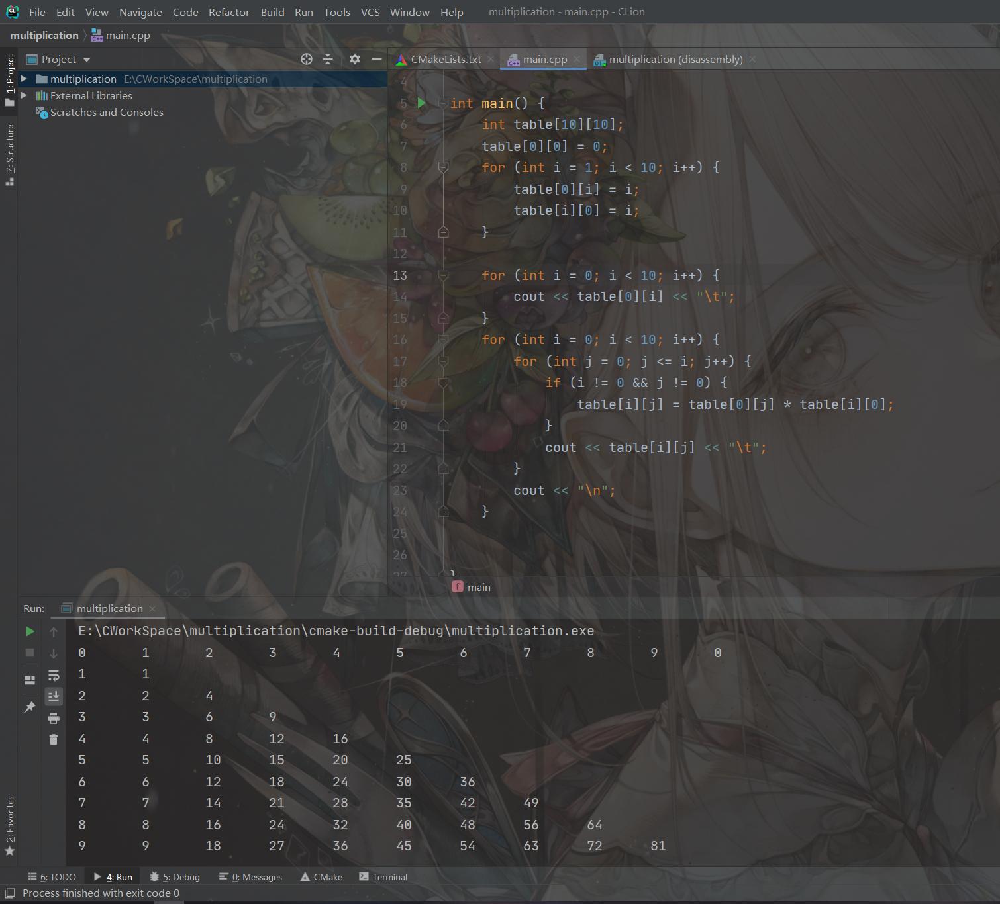 File Edit View Navigate Code Refactor Build Run Tools VCS Window Help multiplication - main.cpp - CLion
multiplication main.cpp
1: Project
7: Structure
2: Favorites
Project
multiplication E:\CWorkSpace\multiplication
External Libraries
Scratches and Consoles
CMakeLists.txt main.cpp multiplication (disassembly)
4
5 int main() {
6 int table[10][10];
7 table[0][0] = 0;
8 for (int i = 1; i < 10; i++) {
9 table[0][i] = i;
10 table[i][0] = i;
11 }
12
13 for (int i = 0; i < 10; i++) {
14 cout << table[0][i] << "\t";
15 }
16 for (int i = 0; i < 10; i++) {
17 for (int j = 0; j <= i; j++) {
18 if (i != 0 && j != 0) {
19 table[i][j] = table[0][j] * table[i][0];
20 }
21 cout << table[i][j] << "\t";
22 }
23 cout << "\n";
24 }
25
26
27 }
f main
Run: multiplication
E:\CWorkSpace\multiplication\cmake-build-debug\multiplication.exe
0 1 2 3 4 5 6 7 8 9 0
1 1
2 2 4
3 3 6 9
4 4 8 12 16
5 5 10 15 20 25
6 6 12 18 24 30 36
7 7 14 21 28 35 42 49
8 8 16 24 32 40 48 56 64
9 9 18 27 36 45 54 63 72 81
6: TODO 4: Run 5: Debug 0: Messages CMake Terminal
Process finished with exit code 0